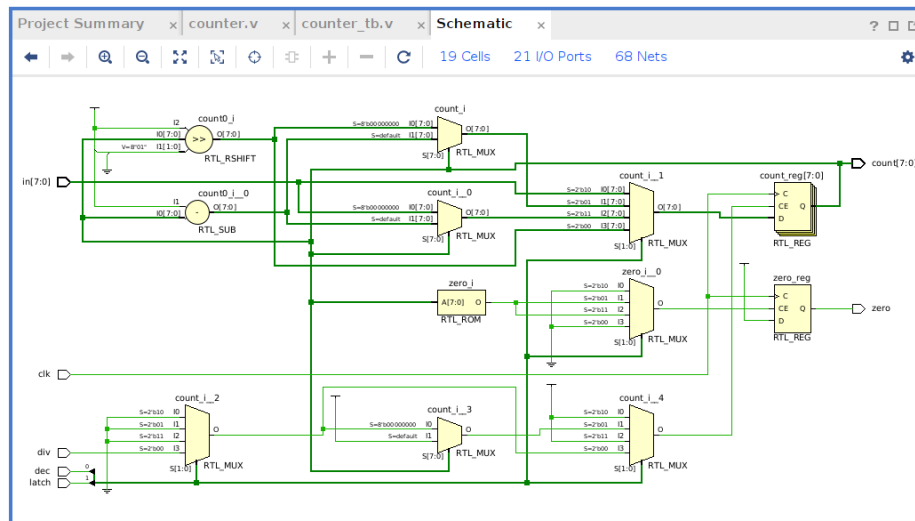 Project Summary × counter.v × counter_tb.v × Schematic × ?
19 Cells 21 I/O Ports 68 Nets
count_i
S=8'b00000000 I0[7:0]
S=default I1[7:0]
O[7:0]
S[7:0]
RTL_MUX
count0_i
I2
I0[7:0]
V=8"01" I1[1:0]
>>
O[7:0]
RTL_RSHIFT
in[7:0]
count0_i__0
I1
I0[7:0]
-
O[7:0]
RTL_SUB
count_i__0
S=8'b00000000 I0[7:0]
S=default I1[7:0]
O[7:0]
S[7:0]
RTL_MUX
count_i__1
S=2'b10 I0[7:0]
S=2'b01 I1[7:0]
S=2'b11 I2[7:0]
S=2'b00 I3[7:0]
O[7:0]
S[1:0]
RTL_MUX
count_reg[7:0]
C
CE Q
D
RTL_REG
count[7:0]
zero_i
A[7:0] O
RTL_ROM
zero_i__0
S=2'b10 I0
S=2'b01 I1
S=2'b11 I2
S=2'b00 I3
O
S[1:0]
RTL_MUX
zero_reg
C
CE Q
D
RTL_REG
zero
clk
div
dec 0
latch 1
count_i__2
S=2'b10 I0
S=2'b01 I1
S=2'b11 I2
S=2'b00 I3
O
S[1:0]
RTL_MUX
count_i__3
S=8'b00000000 I0
S=default I1
O
S[7:0]
RTL_MUX
count_i__4
S=2'b10 I0
S=2'b01 I1
S=2'b11 I2
S=2'b00 I3
O
S[1:0]
RTL_MUX